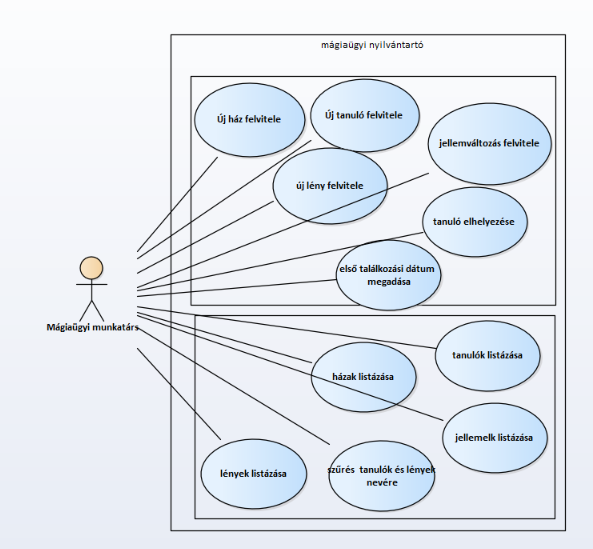 mágiaügyi nyilvántartó
Új ház felvitele
Új tanuló felvitele
jellemváltozás felvitele
új lény felvitele
tanuló elhelyezése
első találkozási dátum
megadása
Mágiaügyi munkatárs
tanulók listázása
házak listázása
jellemelk listázása
lények listázása
szűrés tanulók és lények
nevére